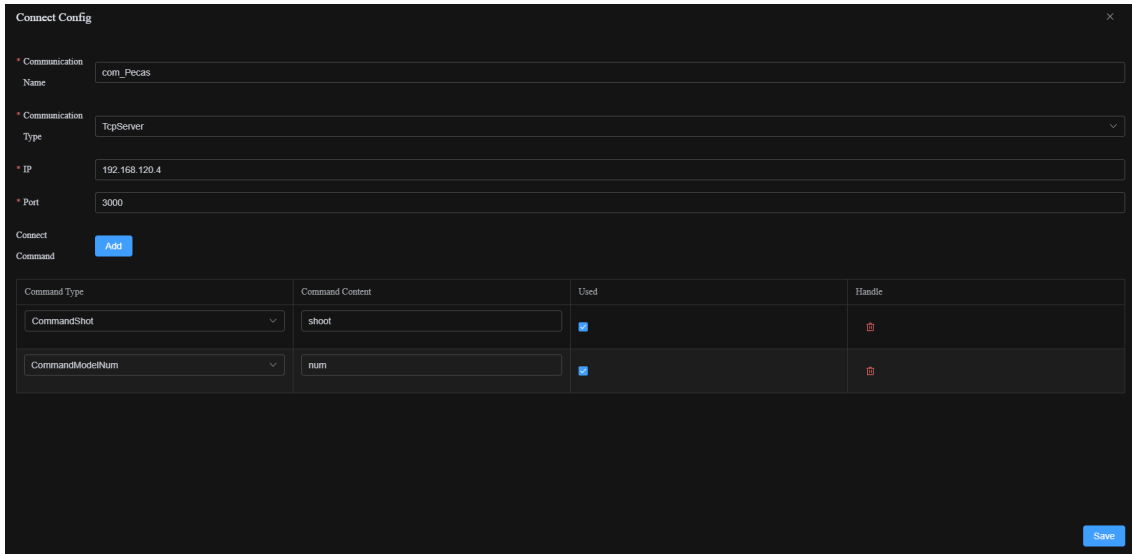 Connect Config
* Communication
Name
com_Pecas
* Communication
Type
TcpServer
* IP
192.168.120.4
* Port
3000
Connect
Command
Add
Command Type Command Content Used Handle
CommandShot shoot
CommandModelNum num
Save